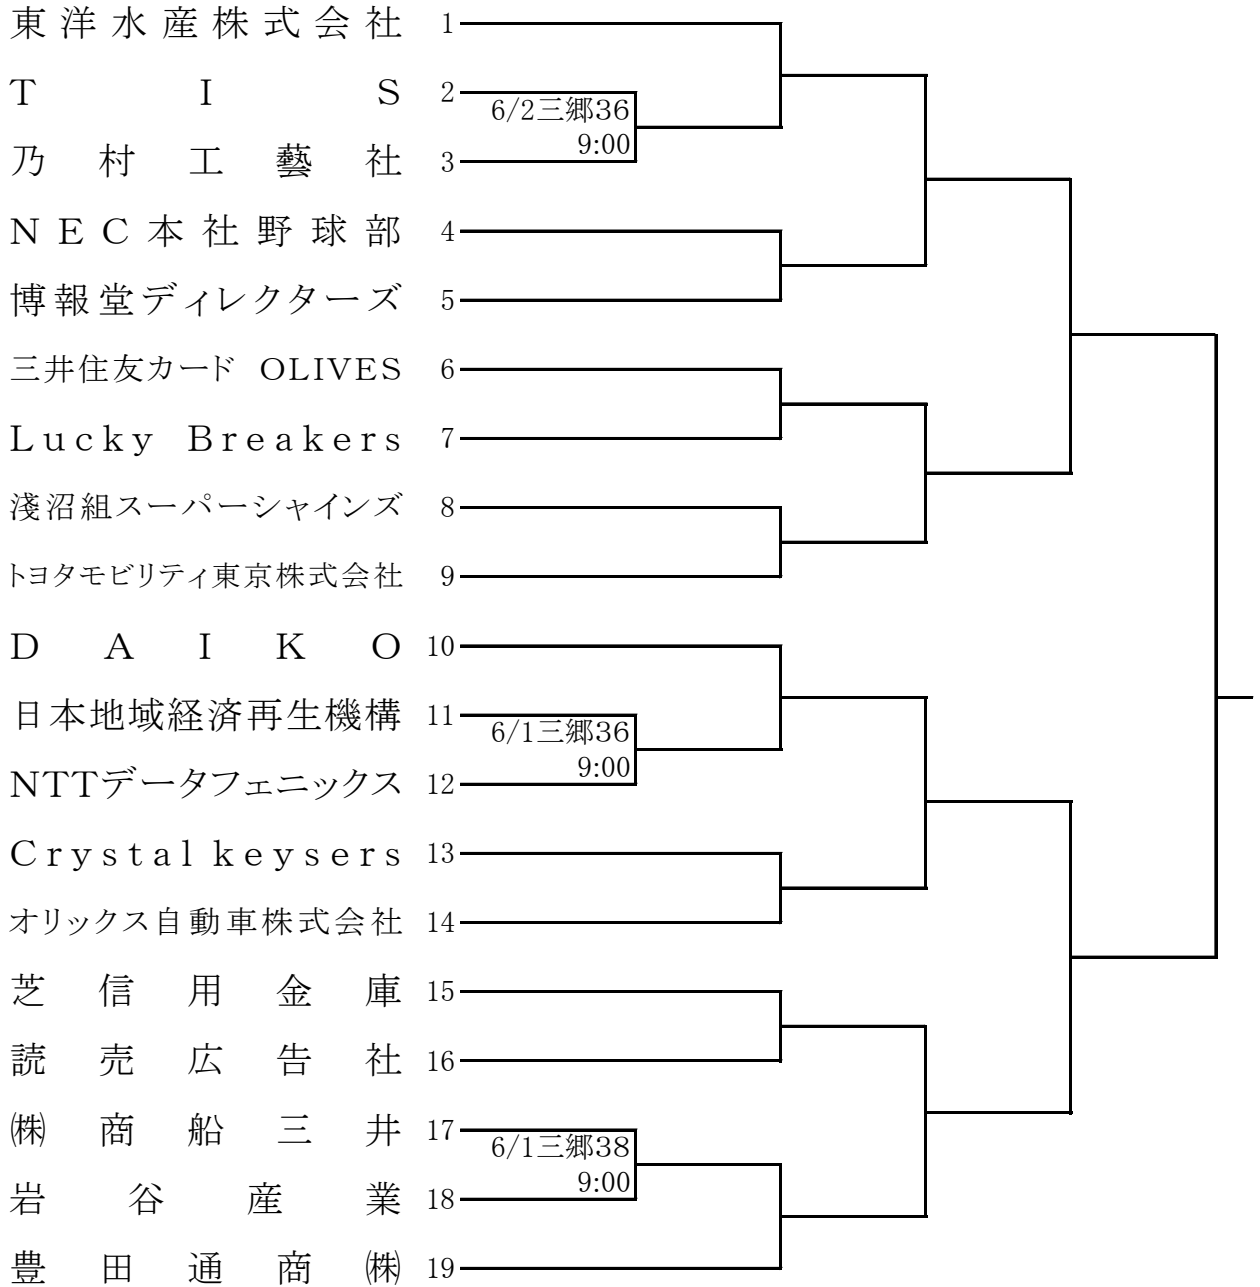 東洋水産株式会社 1
TIS 2
6/2三郷36
9:00
乃村工藝社 3
NEC本社野球部 4
博報堂ディレクターズ 5
三井住友カード OLIVES 6
Lucky Breakers 7
淺沼組スーパーシャインズ 8
トヨタモビリティ東京株式会社 9
DAIKO 10
日本地域経済再生機構 11
6/1三郷36
9:00
NTTデータフェニックス 12
Crystal keysers 13
オリックス自動車株式会社 14
芝信用金庫 15
読売広告社 16
㈱商船三井 17
6/1三郷38
9:00
岩谷産業 18
豊田通商㈱ 19